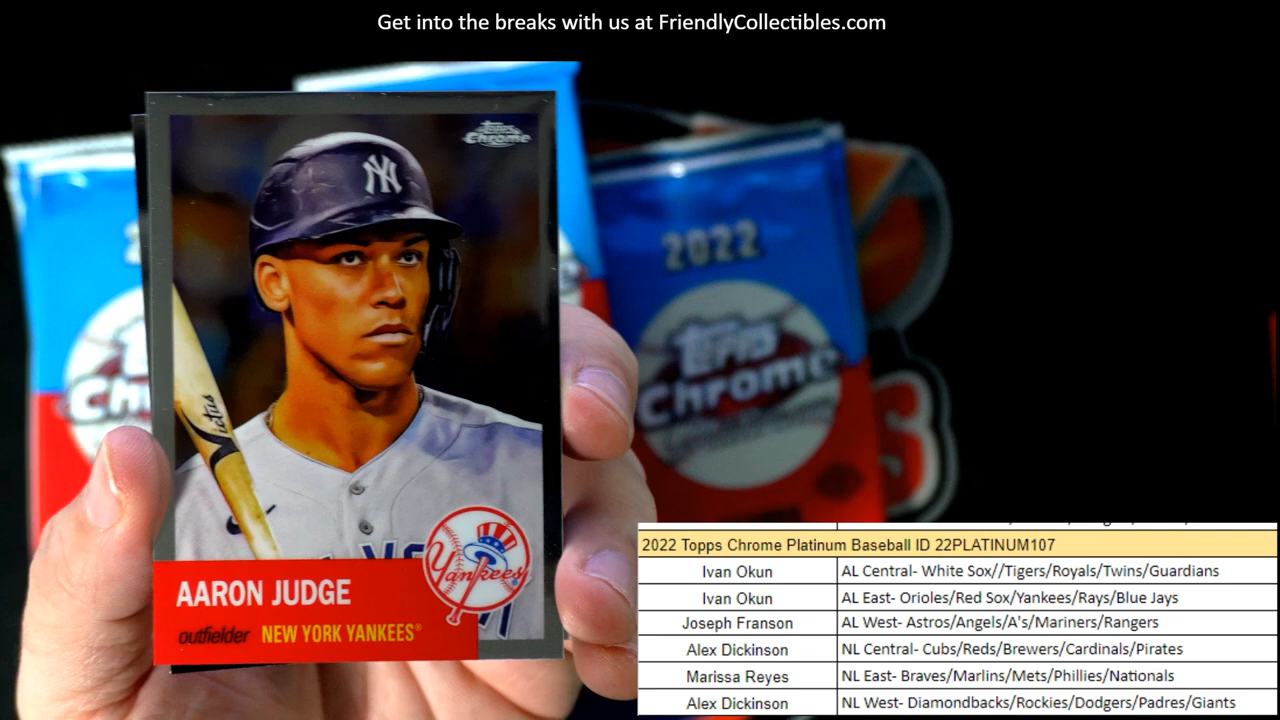 Get into the breaks with us at FriendlyCollectibles.com
Topps
Chrome
NY
2022
Topps
Chrome
Ch
ictus
Yankees
AARON JUDGE
outfielder NEW YORK YANKEES®
2022 Topps Chrome Platinum Baseball ID 22PLATINUM107
Ivan Okun AL Central- White Sox//Tigers/Royals/Twins/Guardians
Ivan Okun AL East- Orioles/Red Sox/Yankees/Rays/Blue Jays
Joseph Franson AL West- Astros/Angels/A's/Mariners/Rangers
Alex Dickinson NL Central- Cubs/Reds/Brewers/Cardinals/Pirates
Marissa Reyes NL East- Braves/Marlins/Mets/Phillies/Nationals
Alex Dickinson NL West- Diamondbacks/Rockies/Dodgers/Padres/Giants